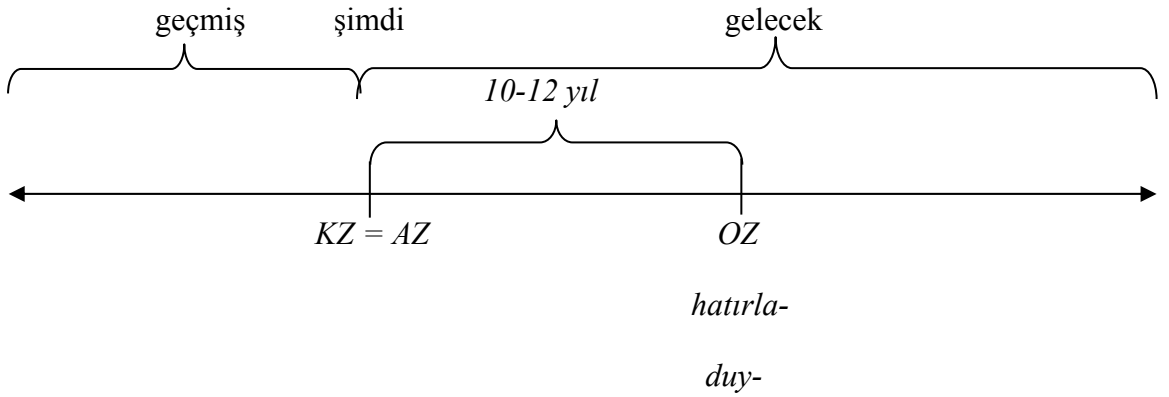 geçmiş şimdi gelecek
10-12 yıl
KZ = AZ OZ
hatırla-
duy-